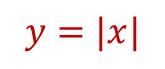 y = |x|